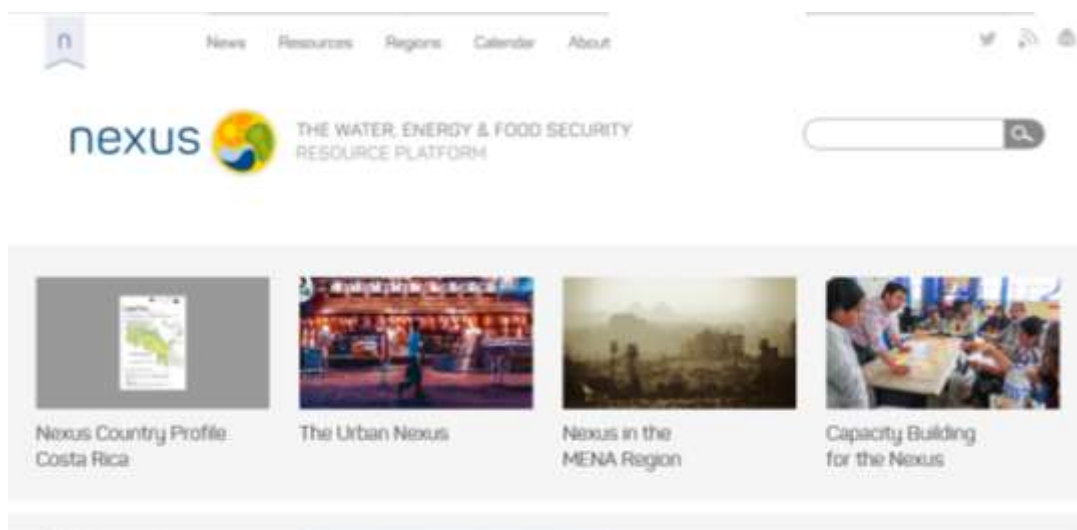 n
News Resources Regions Calendar About
nexus
THE WATER, ENERGY & FOOD SECURITY
RESOURCE PLATFORM
Nexus Country Profile
Costa Rica
The Urban Nexus
Nexus in the
MENA Region
Capacity Building
for the Nexus